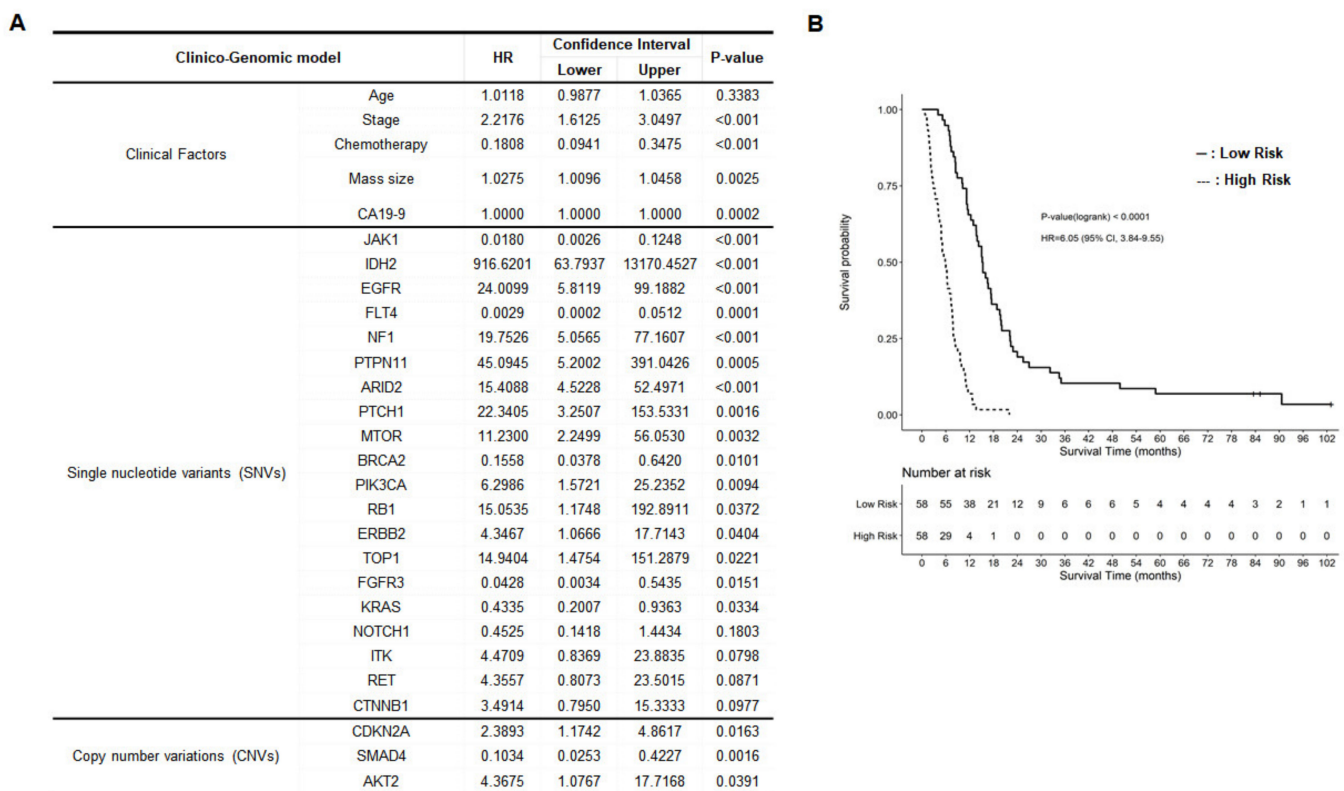 A
Clinico-Genomic model HR Confidence Interval P-value
Lower Upper
Clinical Factors
Age 1.0118 0.9877 1.0365 0.3383
Stage 2.2176 1.6125 3.0497 <0.001
Chemotherapy 0.1808 0.0941 0.3475 <0.001
Mass size 1.0275 1.0096 1.0458 0.0025
CA19-9 1.0000 1.0000 1.0000 0.0002
Single nucleotide variants (SNVs)
JAK1 0.0180 0.0026 0.1248 <0.001
IDH2 916.6201 63.7937 13170.4527 <0.001
EGFR 24.0099 5.8119 99.1882 <0.001
FLT4 0.0029 0.0002 0.0512 0.0001
NF1 19.7526 5.0565 77.1607 <0.001
PTPN11 45.0945 5.2002 391.0426 0.0005
ARID2 15.4088 4.5228 52.4971 <0.001
PTCH1 22.3405 3.2507 153.5331 0.0016
MTOR 11.2300 2.2499 56.0530 0.0032
BRCA2 0.1558 0.0378 0.6420 0.0101
PIK3CA 6.2986 1.5721 25.2352 0.0094
RB1 15.0535 1.1748 192.8911 0.0372
ERBB2 4.3467 1.0666 17.7143 0.0404
TOP1 14.9404 1.4754 151.2879 0.0221
FGFR3 0.0428 0.0034 0.5435 0.0151
KRAS 0.4335 0.2007 0.9363 0.0334
NOTCH1 0.4525 0.1418 1.4434 0.1803
ITK 4.4709 0.8369 23.8835 0.0798
RET 4.3557 0.8073 23.5015 0.0871
CTNNB1 3.4914 0.7950 15.3333 0.0977
Copy number variations (CNVs)
CDKN2A 2.3893 1.1742 4.8617 0.0163
SMAD4 0.1034 0.0253 0.4227 0.0016
AKT2 4.3675 1.0767 17.7168 0.0391
B
Survival probability
1.00
0.75
0.50
0.25
0.00
: Low Risk
: High Risk
P-value(logrank) < 0.0001
HR=6.05 (95% CI, 3.84-9.55)
0 6 12 18 24 30 36 42 48 54 60 66 72 78 84 90 96 102
Survival Time (months)
Number at risk
Low Risk 58 55 38 21 12 9 6 6 6 5 4 4 4 4 3 2 1 1
High Risk 58 29 4 1 0 0 0 0 0 0 0 0 0 0 0 0 0 0
0 6 12 18 24 30 36 42 48 54 60 66 72 78 84 90 96 102
Survival Time (months)